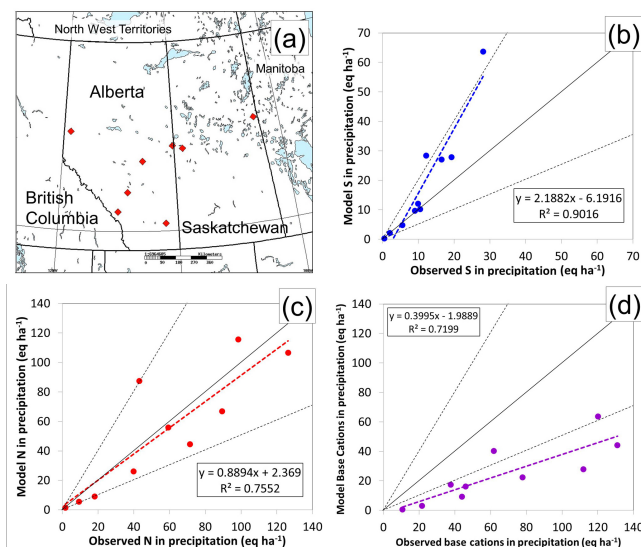 (a)
North West Territories
Manitoba
Alberta
British
Columbia
Saskatchewan
Kilometers
(b)
Model S in precipitation (eq ha⁻¹)
70
60
50
40
30
20
10
0
y = 2.1882x - 6.1916
R² = 0.9016
0 10 20 30 40 50 60 70
Observed S in precipitation (eq ha⁻¹)
(c)
Model N in precipitation (eq ha⁻¹)
140
120
100
80
60
40
20
0
y = 0.8894x + 2.369
R² = 0.7552
0 20 40 60 80 100 120 140
Observed N in precipitation (eq ha⁻¹)
(d)
Model Base Cations in precipitation (eq ha⁻¹)
140
120
100
80
60
40
20
0
y = 0.3995x - 1.9889
R² = 0.7199
0 20 40 60 80 100 120 140
Observed base cations in precipitation (eq ha⁻¹)